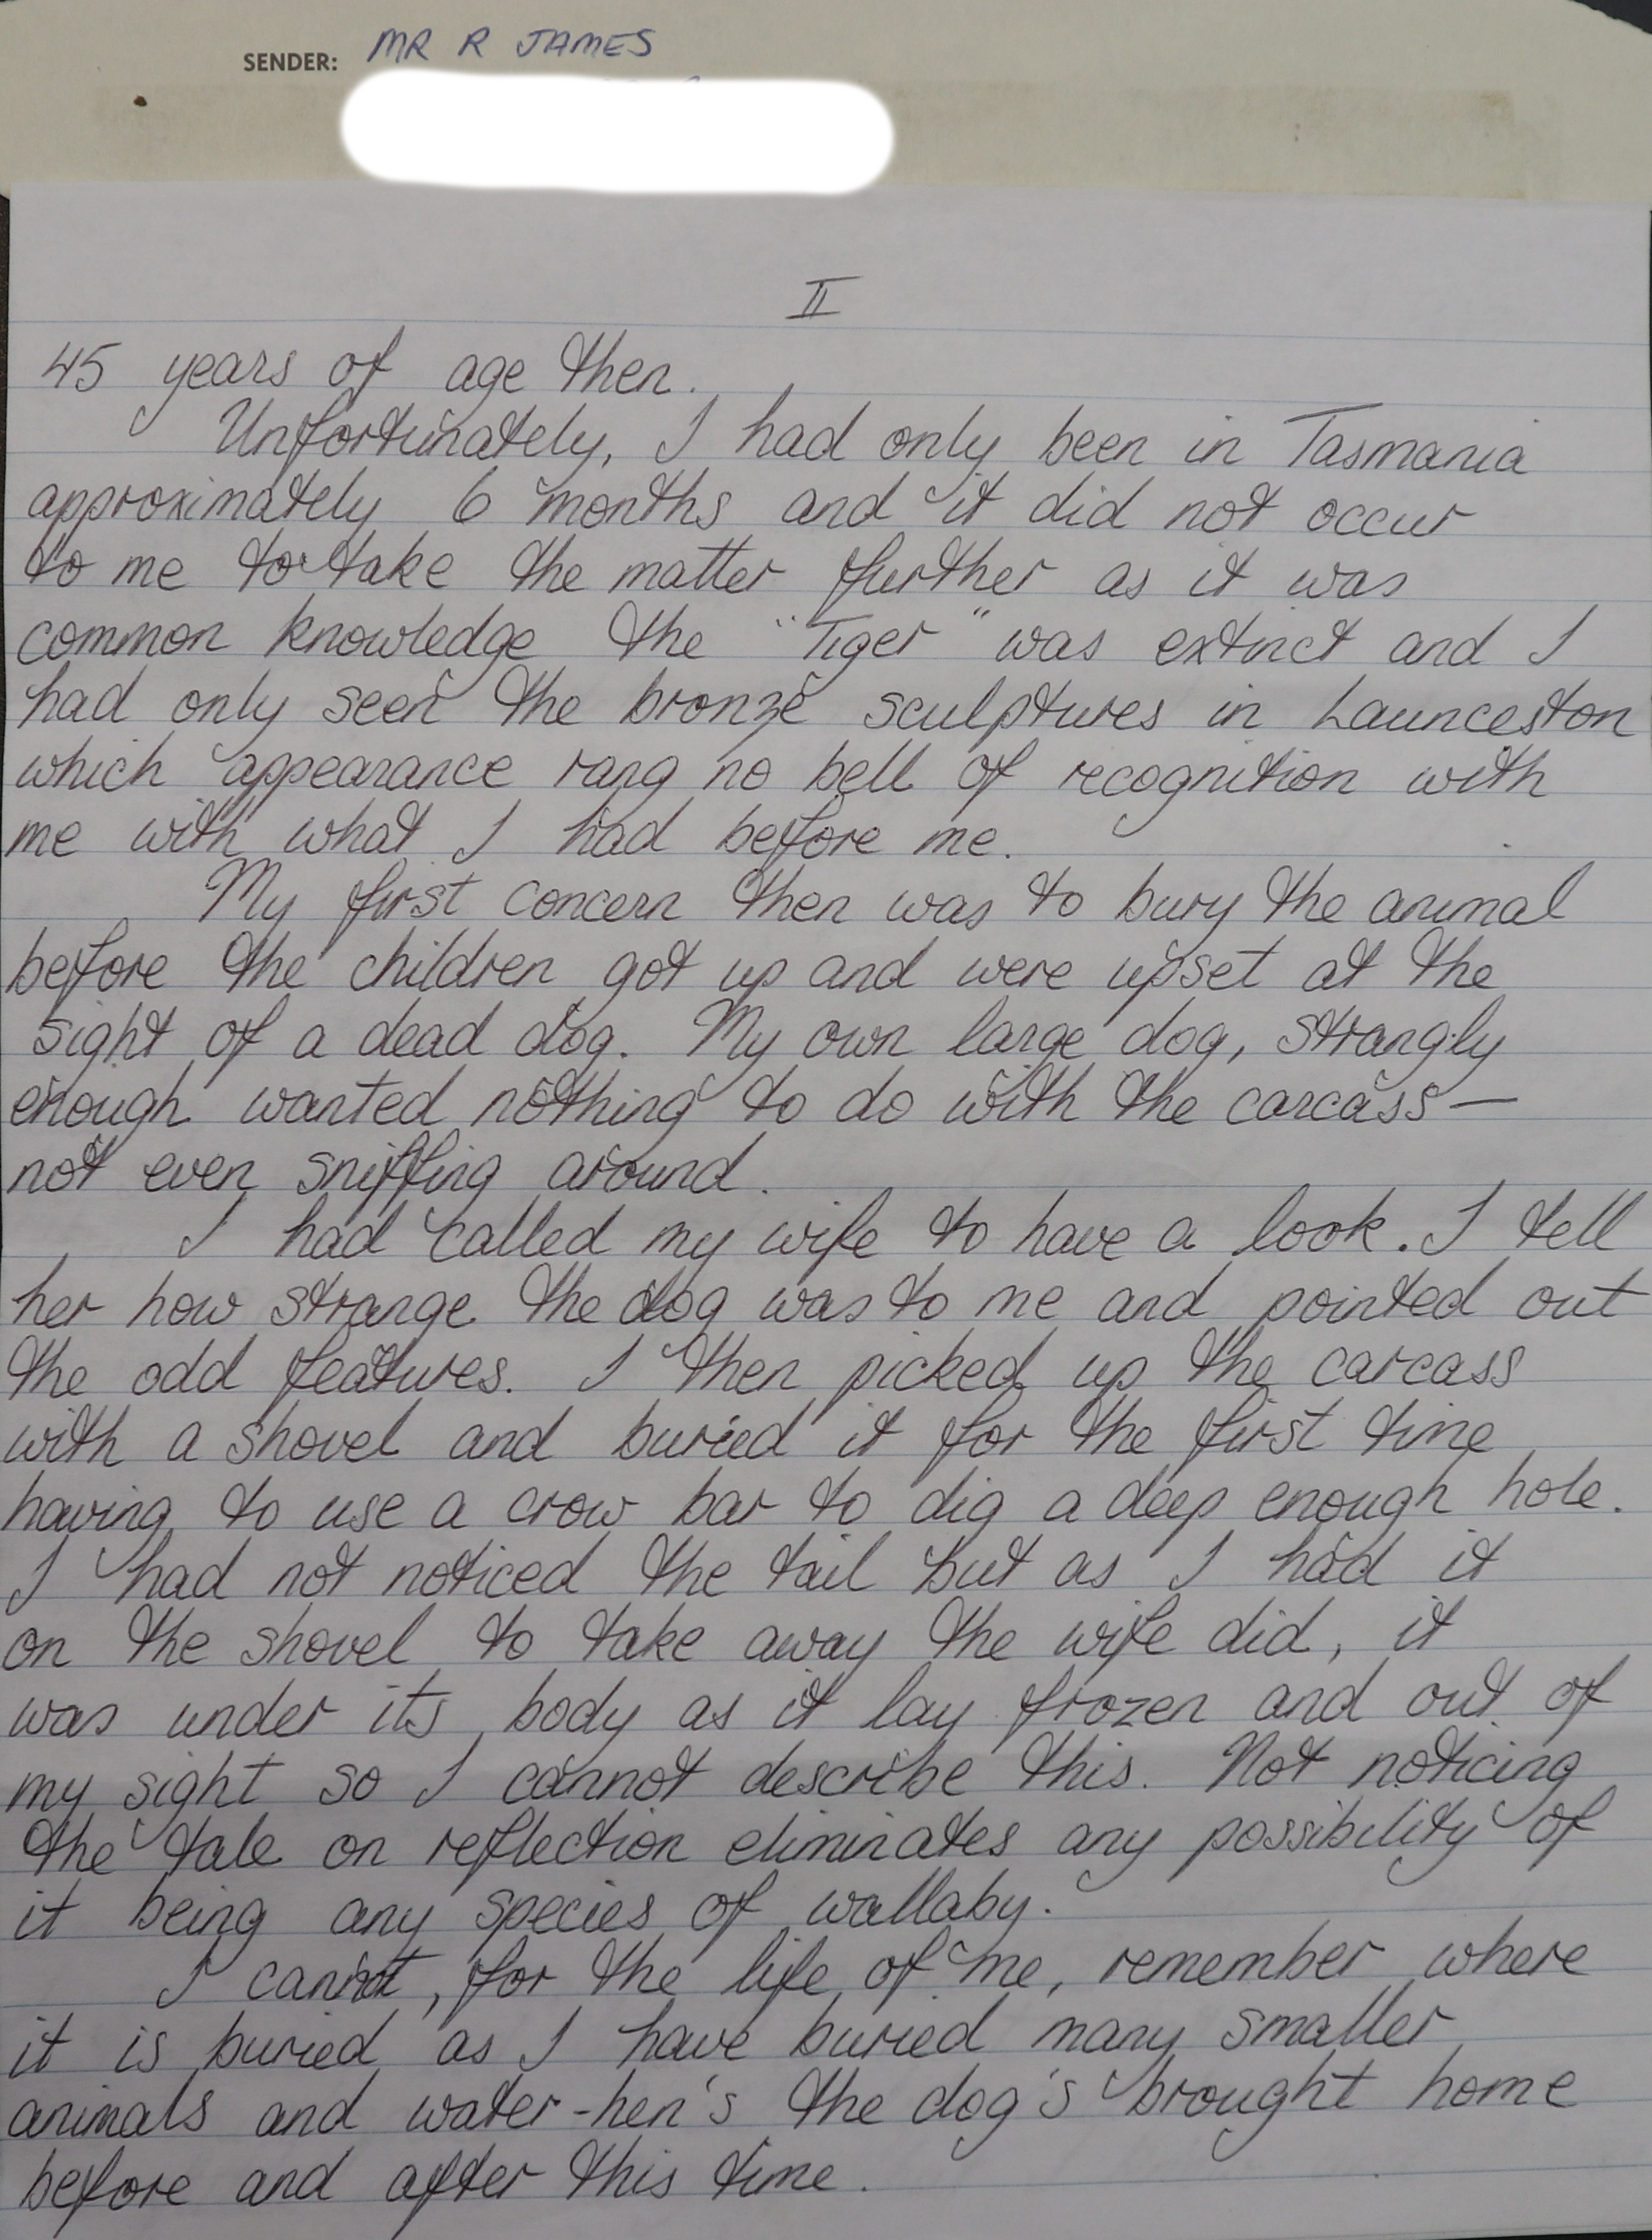 SENDER: MR R JAMES
II
45 years of age then.
Unfortunately, I had only been in Tasmania
approximately 6 months and it did not occur
to me to take the matter further as it was
common knowledge the "Tiger" was extinct and I
had only seen the bronze sculptures in Launceston
which appearance rang no bell of recognition with
me with what I had before me.
My first concern then was to bury the animal
before the children got up and were upset at the
sight of a dead dog. My own large dog, strangly
enough wanted nothing to do with the carcass —
not even sniffing around.
I had called my wife to have a look. I tell
her how strange the dog was to me and pointed out
the odd features. I then picked up the carcass
with a shovel and buried it for the first time
having to use a crow bar to dig a deep enough hole.
I had not noticed the tail but as I had it
on the shovel to take away the wife did, it
was under its body as it lay frozen and out of
my sight so I cannot describe this. Not noticing
the tale on reflection eliminates any possibility of
it being any species of wallaby.
I cannot, for the life of me, remember where
it is buried as I have buried many smaller
animals and water-hen's the dog's brought home
before and after this time.